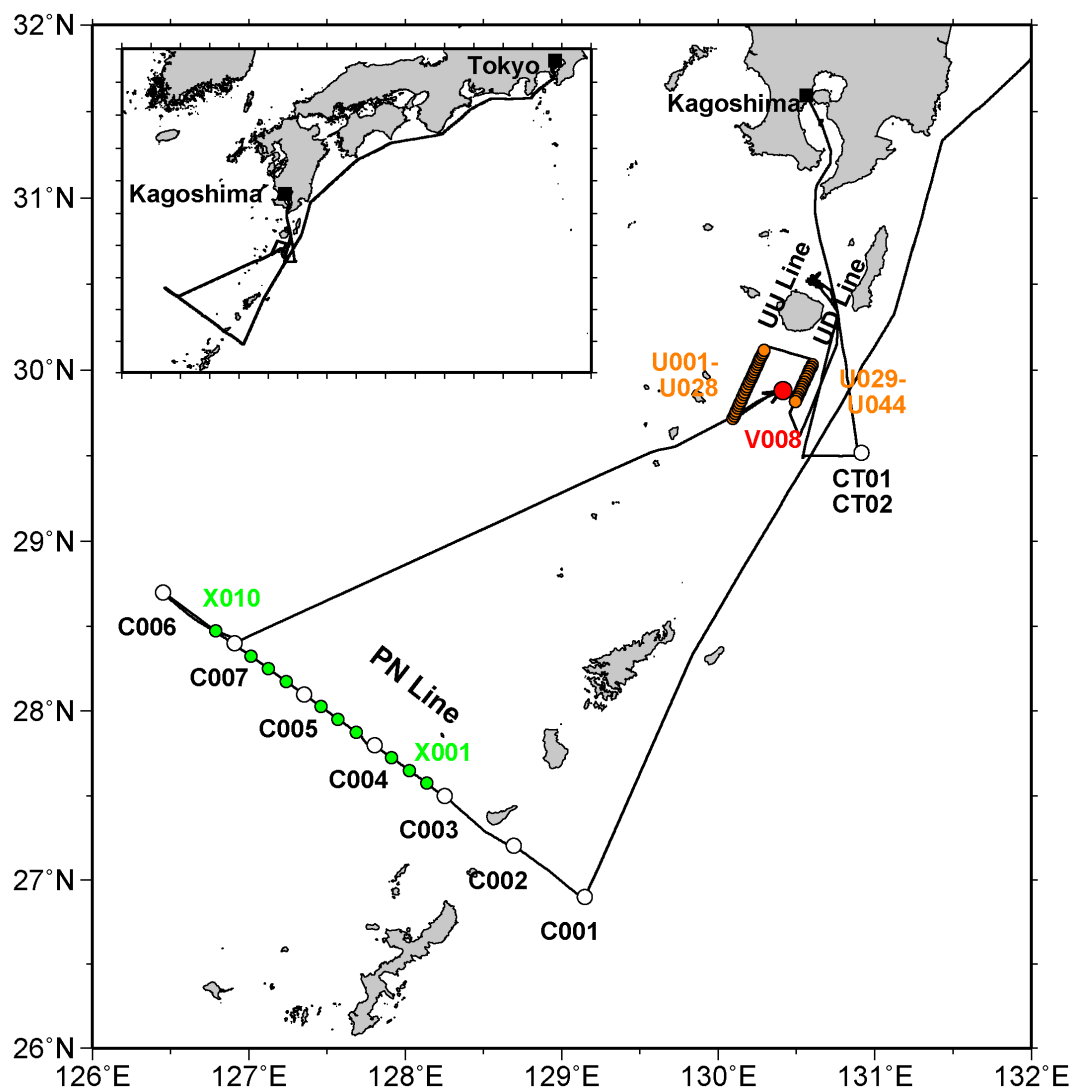 32°N
31°N
30°N
29°N
28°N
27°N
26°N
126°E
127°E
128°E
129°E
130°E
131°E
132°E
Tokyo
Kagoshima
Kagoshima
UU Line
UD Line
U001-
U028
U029-
U044
V008
CT01
CT02
X010
C006
C007
PN Line
C005
X001
C004
C003
C002
C001